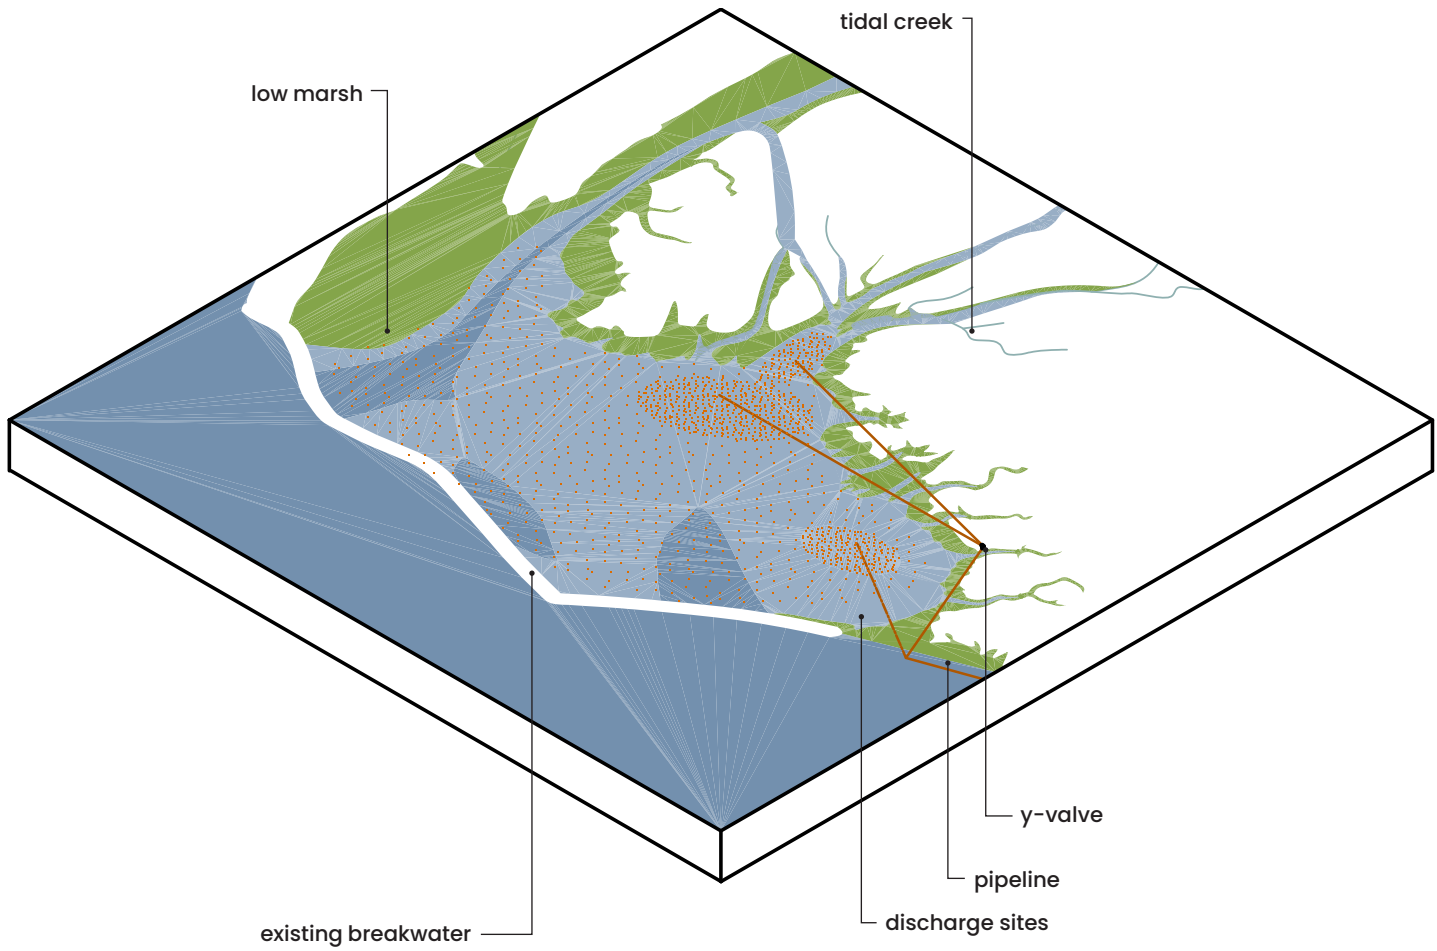 tidal creek
low marsh
y-valve
pipeline
discharge sites
existing breakwater